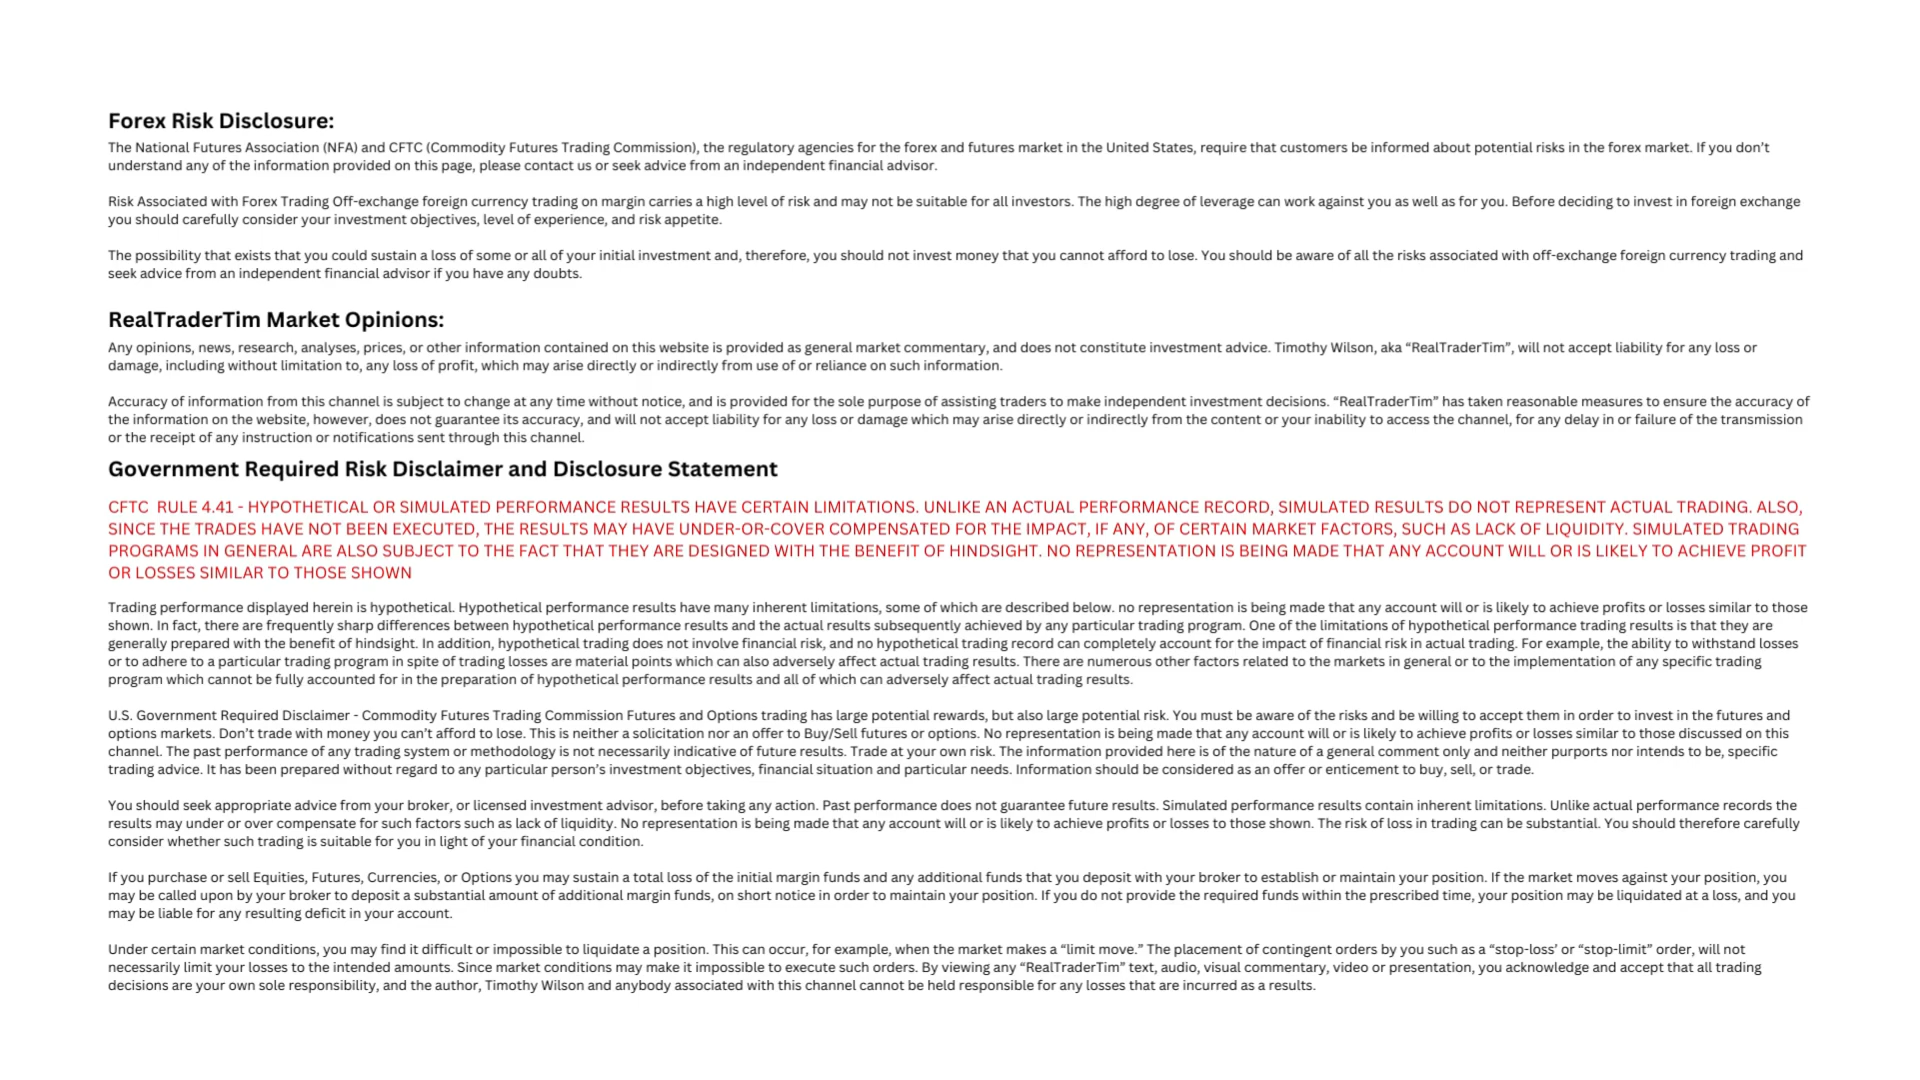 Forex Risk Disclosure:
The National Futures Association (NFA) and CFTC (Commodity Futures Trading Commission), the regulatory agencies for the forex and futures market in the United States, require that customers be informed about potential risks in the forex market. If you don’t
understand any of the information provided on this page, please contact us or seek advice from an independent financial advisor.
Risk Associated with Forex Trading Off-exchange foreign currency trading on margin carries a high level of risk and may not be suitable for all investors. The high degree of leverage can work against you as well as for you. Before deciding to invest in foreign exchange
you should carefully consider your investment objectives, level of experience, and risk appetite.
The possibility that exists that you could sustain a loss of some or all of your initial investment and, therefore, you should not invest money that you cannot afford to lose. You should be aware of all the risks associated with off-exchange foreign currency trading and
seek advice from an independent financial advisor if you have any doubts.
RealTraderTim Market Opinions:
Any opinions, news, research, analyses, prices, or other information contained on this website is provided as general market commentary, and does not constitute investment advice. Timothy Wilson, aka “RealTraderTim”, will not accept liability for any loss or
damage, including without limitation to, any loss of profit, which may arise directly or indirectly from use of or reliance on such information.
Accuracy of information from this channel is subject to change at any time without notice, and is provided for the sole purpose of assisting traders to make independent investment decisions. “RealTraderTim” has taken reasonable measures to ensure the accuracy of
the information on the website, however, does not guarantee its accuracy, and will not accept liability for any loss or damage which may arise directly or indirectly from the content or your inability to access the channel, for any delay in or failure of the transmission
or the receipt of any instruction or notifications sent through this channel.
Government Required Risk Disclaimer and Disclosure Statement
CFTC  RULE 4.41 - HYPOTHETICAL OR SIMULATED PERFORMANCE RESULTS HAVE CERTAIN LIMITATIONS. UNLIKE AN ACTUAL PERFORMANCE RECORD, SIMULATED RESULTS DO NOT REPRESENT ACTUAL TRADING. ALSO,
SINCE THE TRADES HAVE NOT BEEN EXECUTED, THE RESULTS MAY HAVE UNDER-OR-COVER COMPENSATED FOR THE IMPACT, IF ANY, OF CERTAIN MARKET FACTORS, SUCH AS LACK OF LIQUIDITY. SIMULATED TRADING
PROGRAMS IN GENERAL ARE ALSO SUBJECT TO THE FACT THAT THEY ARE DESIGNED WITH THE BENEFIT OF HINDSIGHT. NO REPRESENTATION IS BEING MADE THAT ANY ACCOUNT WILL OR IS LIKELY TO ACHIEVE PROFIT
OR LOSSES SIMILAR TO THOSE SHOWN
Trading performance displayed herein is hypothetical. Hypothetical performance results have many inherent limitations, some of which are described below. no representation is being made that any account will or is likely to achieve profits or losses similar to those
shown. In fact, there are frequently sharp differences between hypothetical performance results and the actual results subsequently achieved by any particular trading program. One of the limitations of hypothetical performance trading results is that they are
generally prepared with the benefit of hindsight. In addition, hypothetical trading does not involve financial risk, and no hypothetical trading record can completely account for the impact of financial risk in actual trading. For example, the ability to withstand losses
or to adhere to a particular trading program in spite of trading losses are material points which can also adversely affect actual trading results. There are numerous other factors related to the markets in general or to the implementation of any specific trading
program which cannot be fully accounted for in the preparation of hypothetical performance results and all of which can adversely affect actual trading results.
U.S. Government Required Disclaimer - Commodity Futures Trading Commission Futures and Options trading has large potential rewards, but also large potential risk. You must be aware of the risks and be willing to accept them in order to invest in the futures and
options markets. Don’t trade with money you can’t afford to lose. This is neither a solicitation nor an offer to Buy/Sell futures or options. No representation is being made that any account will or is likely to achieve profits or losses similar to those discussed on this
channel. The past performance of any trading system or methodology is not necessarily indicative of future results. Trade at your own risk. The information provided here is of the nature of a general comment only and neither purports nor intends to be, specific
trading advice. It has been prepared without regard to any particular person’s investment objectives, financial situation and particular needs. Information should be considered as an offer or enticement to buy, sell, or trade.
You should seek appropriate advice from your broker, or licensed investment advisor, before taking any action. Past performance does not guarantee future results. Simulated performance results contain inherent limitations. Unlike actual performance records the
results may under or over compensate for such factors such as lack of liquidity. No representation is being made that any account will or is likely to achieve profits or losses to those shown. The risk of loss in trading can be substantial. You should therefore carefully
consider whether such trading is suitable for you in light of your financial condition.
If you purchase or sell Equities, Futures, Currencies, or Options you may sustain a total loss of the initial margin funds and any additional funds that you deposit with your broker to establish or maintain your position. If the market moves against your position, you
may be called upon by your broker to deposit a substantial amount of additional margin funds, on short notice in order to maintain your position. If you do not provide the required funds within the prescribed time, your position may be liquidated at a loss, and you
may be liable for any resulting deficit in your account.
Under certain market conditions, you may find it difficult or impossible to liquidate a position. This can occur, for example, when the market makes a “limit move.” The placement of contingent orders by you such as a “stop-loss’ or “stop-limit” order, will not
necessarily limit your losses to the intended amounts. Since market conditions may make it impossible to execute such orders. By viewing any “RealTraderTim” text, audio, visual commentary, video or presentation, you acknowledge and accept that all trading
decisions are your own sole responsibility, and the author, Timothy Wilson and anybody associated with this channel cannot be held responsible for any losses that are incurred as a results.